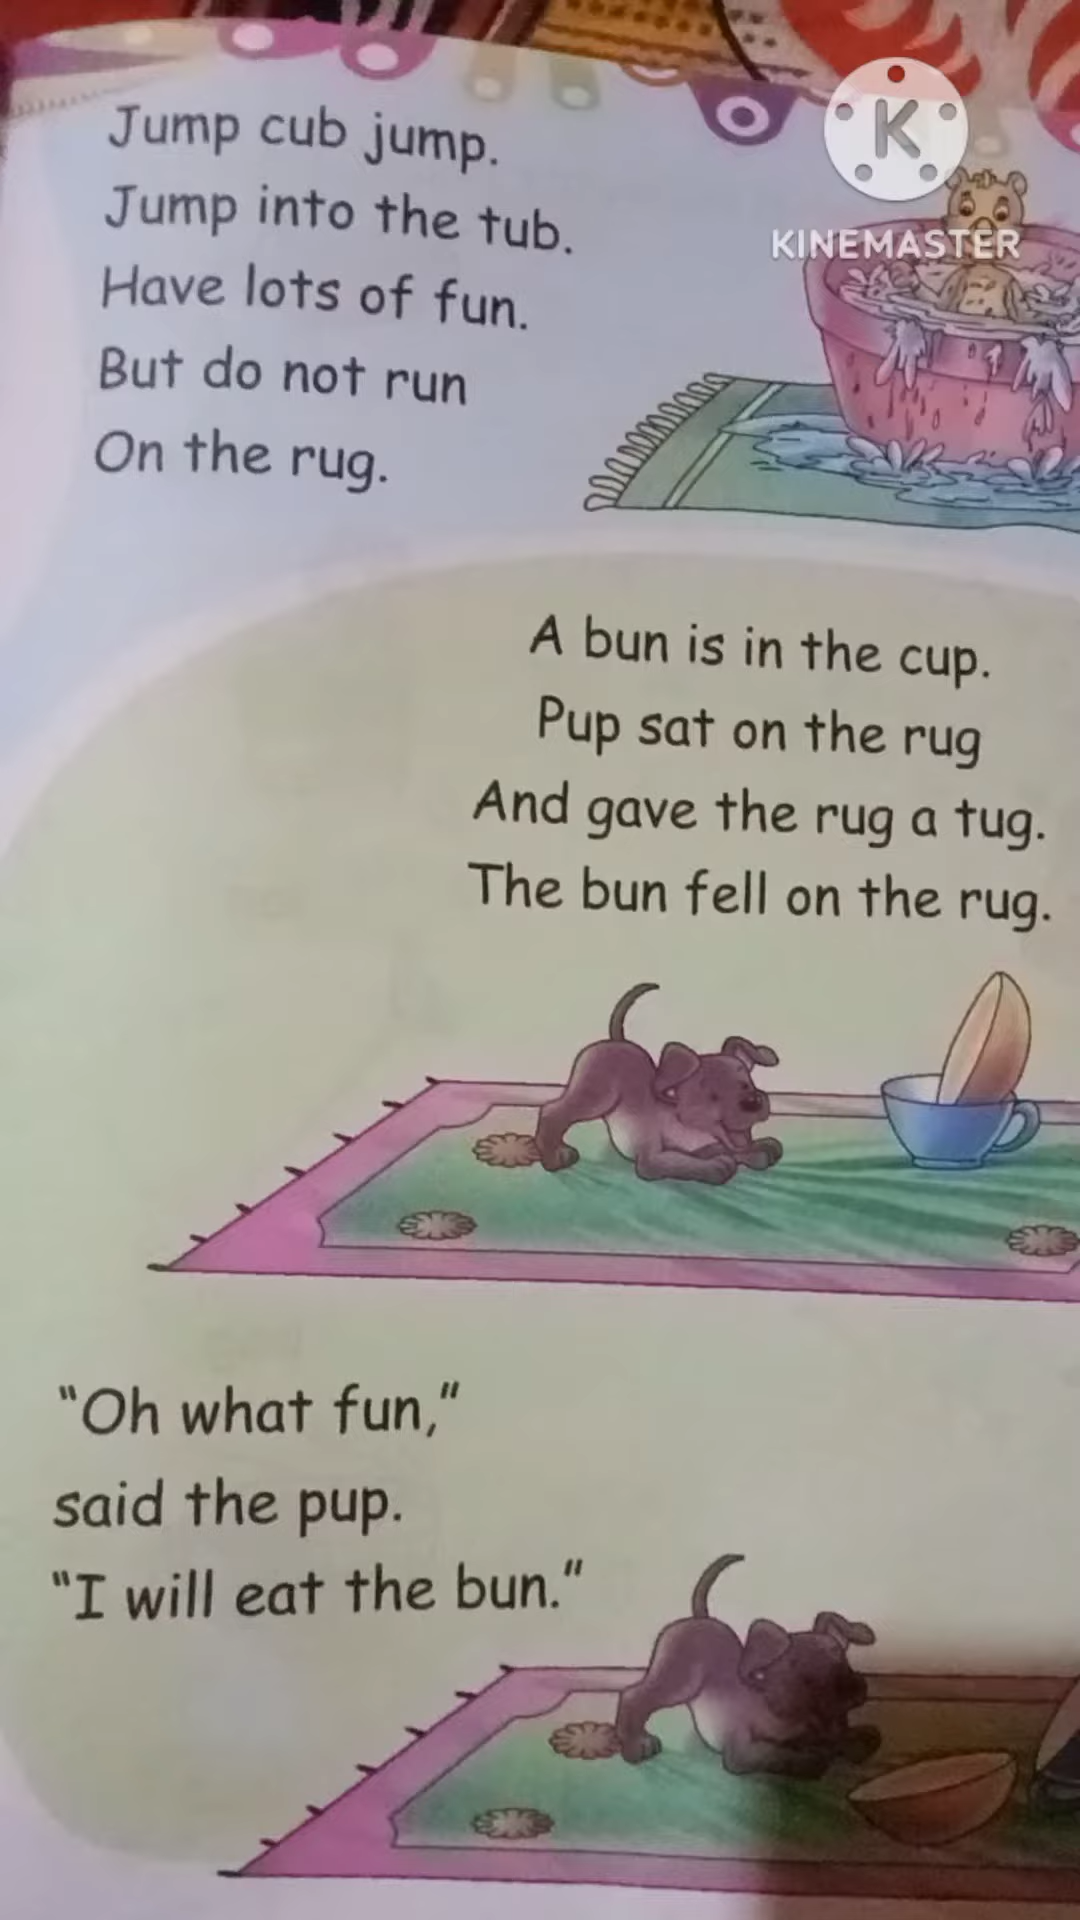 Jump cub jump.
K
KINEMASTER
Jump into the tub.
Have lots of fun.
But do not run
On the rug.
A bun is in the cup.
Pup sat on the rug
And gave the rug a tug.
The bun fell on the rug.
"Oh what fun,"
said the pup.
"I will eat the bun."